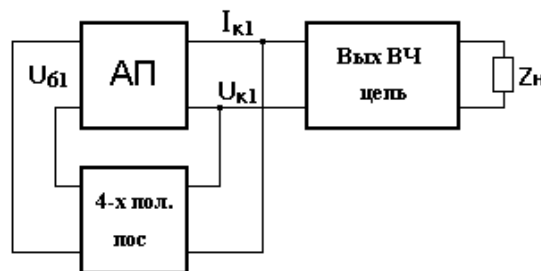 Iк1
Uб1
АП
Uк1
Вых ВЧ
цепь
Zн
4-х пол.
пос